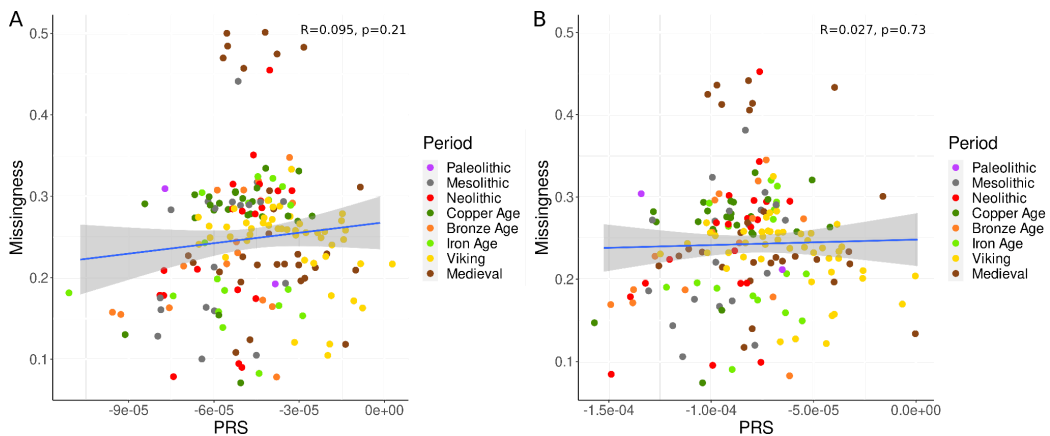 A
R=0.095, p=0.21
0.5
0.4
0.3
0.2
0.1
Missingness
-9e-05 -6e-05 -3e-05 0e+00
PRS
Period
Paleolithic
Mesolithic
Neolithic
Copper Age
Bronze Age
Iron Age
Viking
Medieval
B
R=0.027, p=0.73
0.5
0.4
0.3
0.2
0.1
Missingness
-1.5e-04 -1.0e-04 -5.0e-05 0.0e+00
PRS
Period
Paleolithic
Mesolithic
Neolithic
Copper Age
Bronze Age
Iron Age
Viking
Medieval